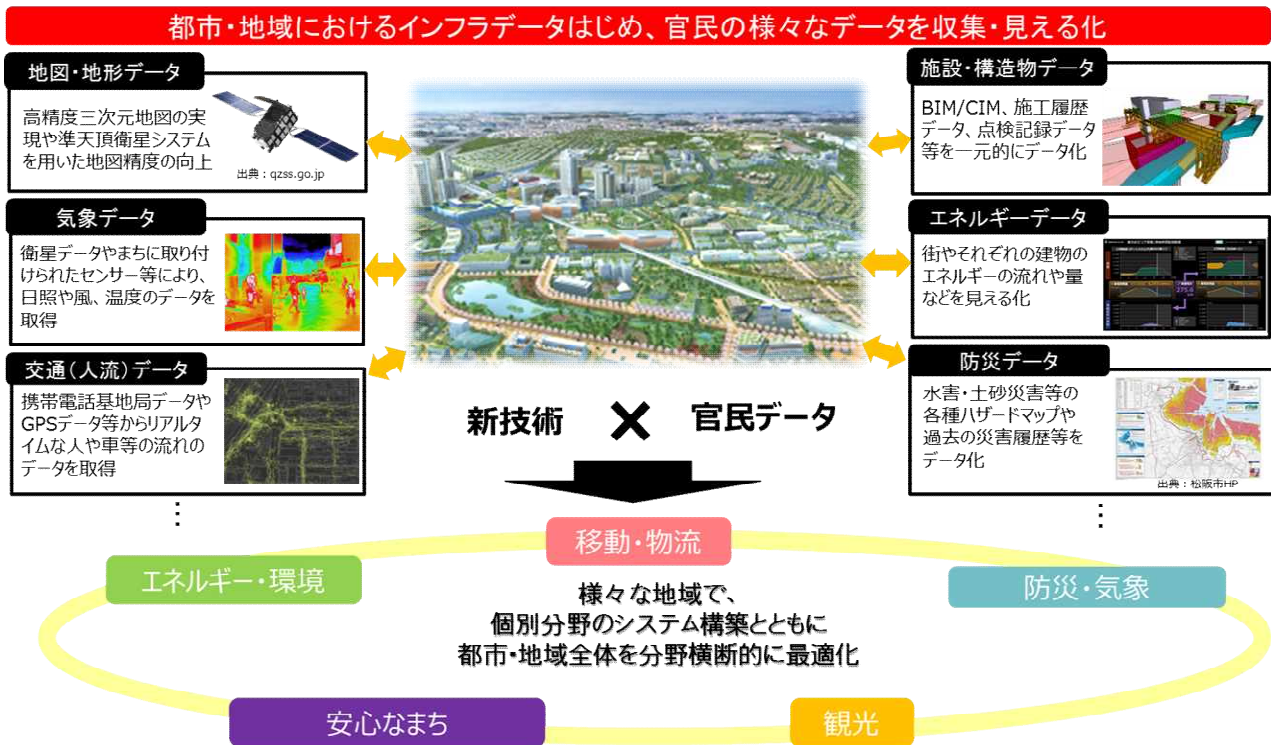 都市・地域におけるインフラデータはじめ、官民の様々なデータを収集・見える化
地図・地形データ
高精度三次元地図の実
現や準天頂衛星システム
を用いた地図精度の向上
出典：qzss.go.jp
気象データ
衛星データやまちに取り付
けられたセンサー等により、
日照や風、温度のデータを
取得
交通（人流）データ
携帯電話基地局データや
GPSデータ等からリアルタ
イムな人や車等の流れの
データを取得
⋮
施設・構造物データ
BIM/CIM、施工履歴
データ、点検記録データ
等を一元的にデータ化
エネルギーデータ
街やそれぞれの建物の
エネルギーの流れや量
などを見える化
防災データ
水害・土砂災害等の
各種ハザードマップや
過去の災害履歴等を
データ化
出典：松阪市HP
⋮
新技術 × 官民データ
移動・物流
エネルギー・環境
防災・気象
様々な地域で、
個別分野のシステム構築とともに
都市・地域全体を分野横断的に最適化
安心なまち
観光